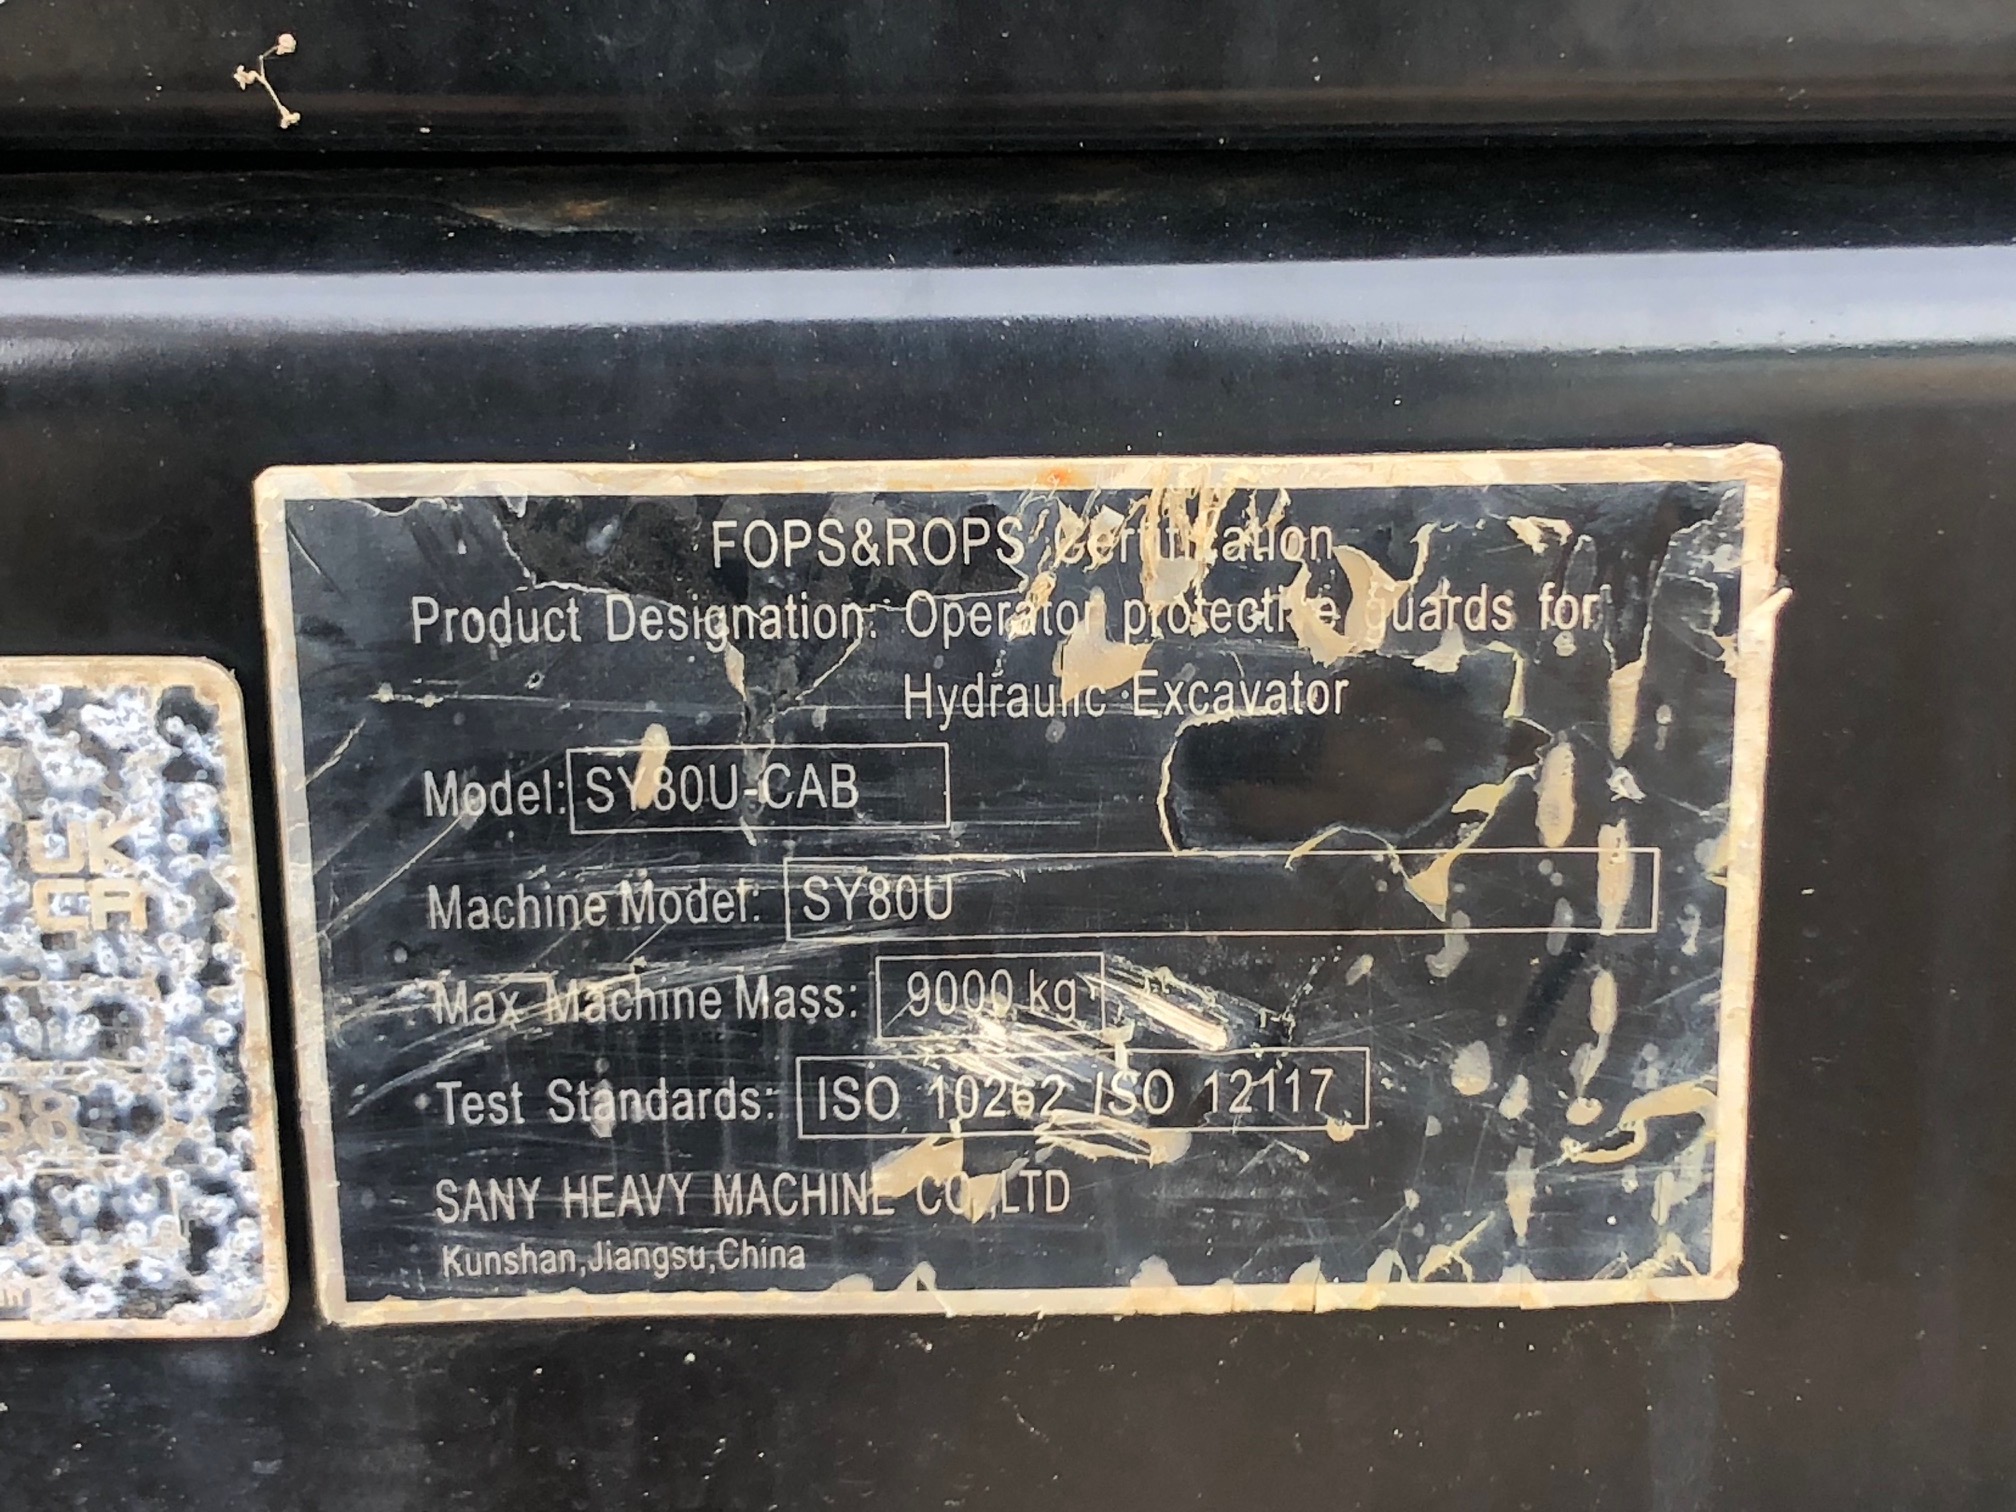 FOPS&ROPS Certification
Product Designation: Operator protective guards for
Hydraulic Excavator
Model: SY80U-CAB
Machine Model: SY80U
Max Machine Mass: 9000 kg
Test Standards: ISO 10262 ISO 12117
SANY HEAVY MACHINE CO.,LTD
Kunshan,Jiangsu,China
UK
CA